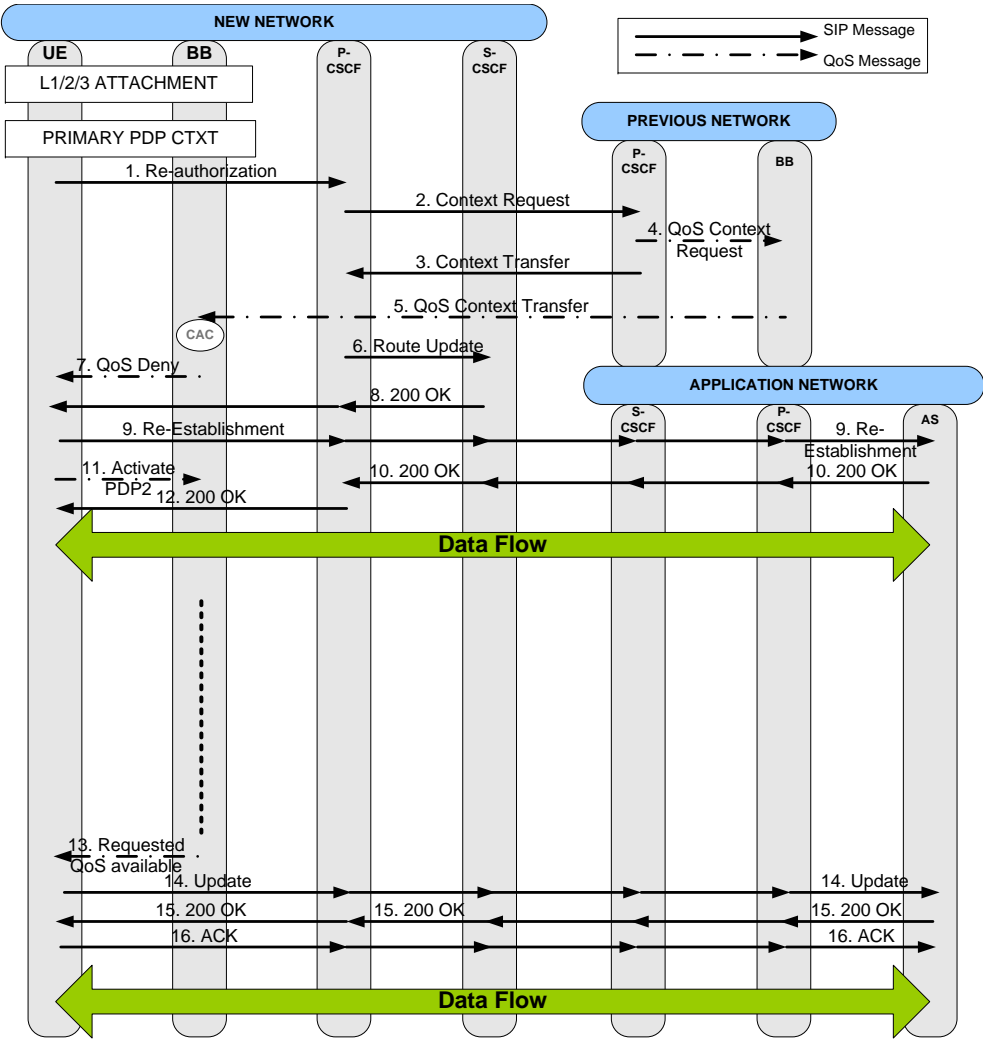 NEW NETWORK
SIP Message
QoS Message
UE
BB
P-
CSCF
S-
CSCF
L1/2/3 ATTACHMENT
PREVIOUS NETWORK
PRIMARY PDP CTXT
P-
CSCF
BB
1. Re-authorization
2. Context Request
4. QoS Context
Request
3. Context Transfer
5. QoS Context Transfer
CAC
6. Route Update
7. QoS Deny
APPLICATION NETWORK
8. 200 OK
S-
CSCF
P-
CSCF
AS
9. Re-Establishment
9. Re-
Establishment
11. Activate
PDP2
10. 200 OK
10. 200 OK
12. 200 OK
Data Flow
13. Requested
QoS available
14. Update
14. Update
15. 200 OK
15. 200 OK
15. 200 OK
16. ACK
16. ACK
Data Flow